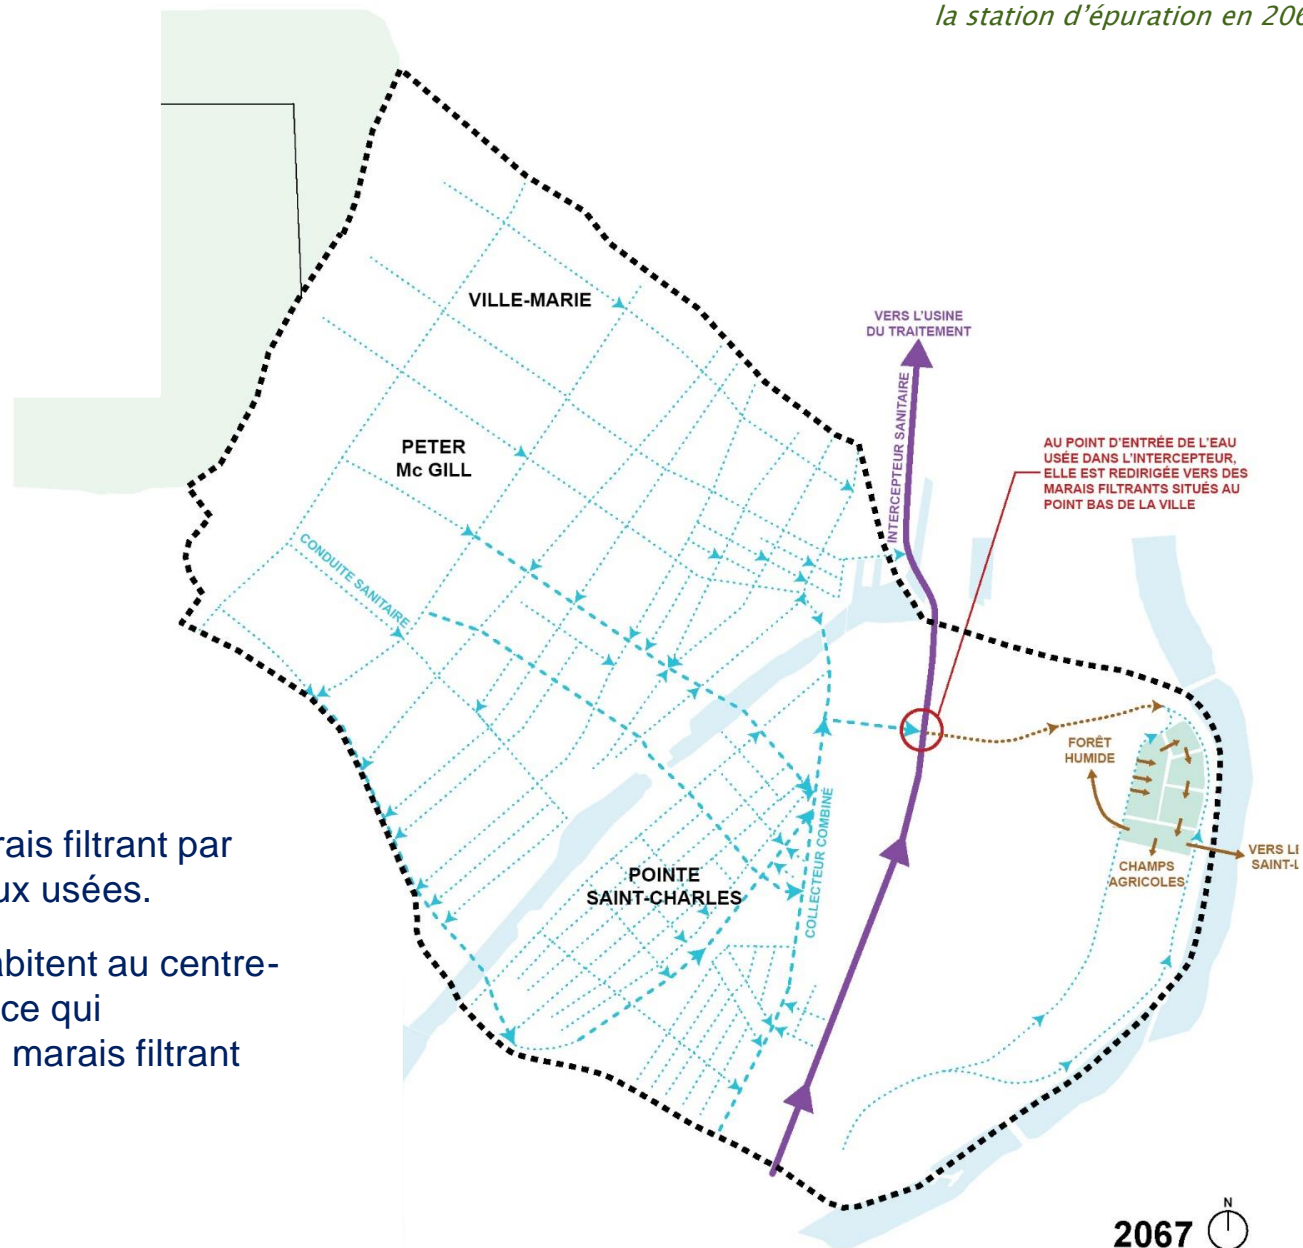 la station d'épuration en 206
VILLE-MARIE
VERS L'USINE
DU TRAITEMENT
INTERCEPTEUR SANITAIRE
PETER
Mc GILL
AU POINT D'ENTRÉE DE L'EAU
USÉE DANS L'INTERCEPTEUR,
ELLE EST REDIRIGÉE VERS DES
MARAIS FILTRANTS SITUÉS AU
POINT BAS DE LA VILLE
CONDUITE SANITAIRE
FORÊT
HUMIDE
COLLECTEUR COMBINÉ
POINTE
SAINT-CHARLES
CHAMPS
AGRICOLES
VERS LE
SAINT-L
rais filtrant par
ux usées.
abitent au centre-
ce qui
marais filtrant
N
2067